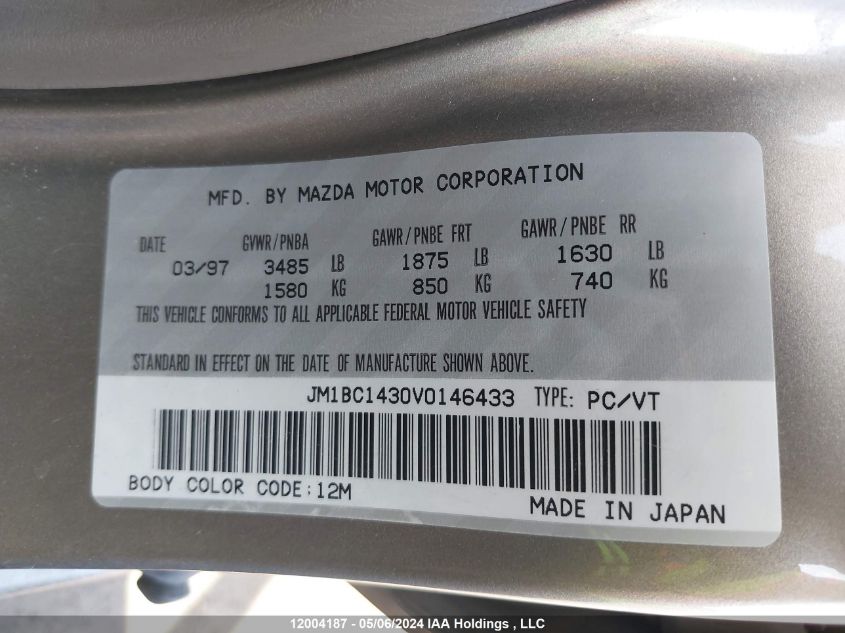 MFD. BY MAZDA MOTOR CORPORATION
DATE GVWR/PNBA GAWR/PNBE FRT GAWR/PNBE RR
03/97 3485 LB 1875 LB 1630 LB
1580 KG 850 KG 740 KG
THIS VEHICLE CONFORMS TO ALL APPLICABLE FEDERAL MOTOR VEHICLE SAFETY
STANDARD IN EFFECT ON THE DATE OF MANUFACTURE SHOWN ABOVE.
JM1BC1430V0146433 TYPE: PC/VT
BODY COLOR CODE:12M
MADE IN JAPAN
12004187 - 05/06/2024 IAA Holdings, LLC